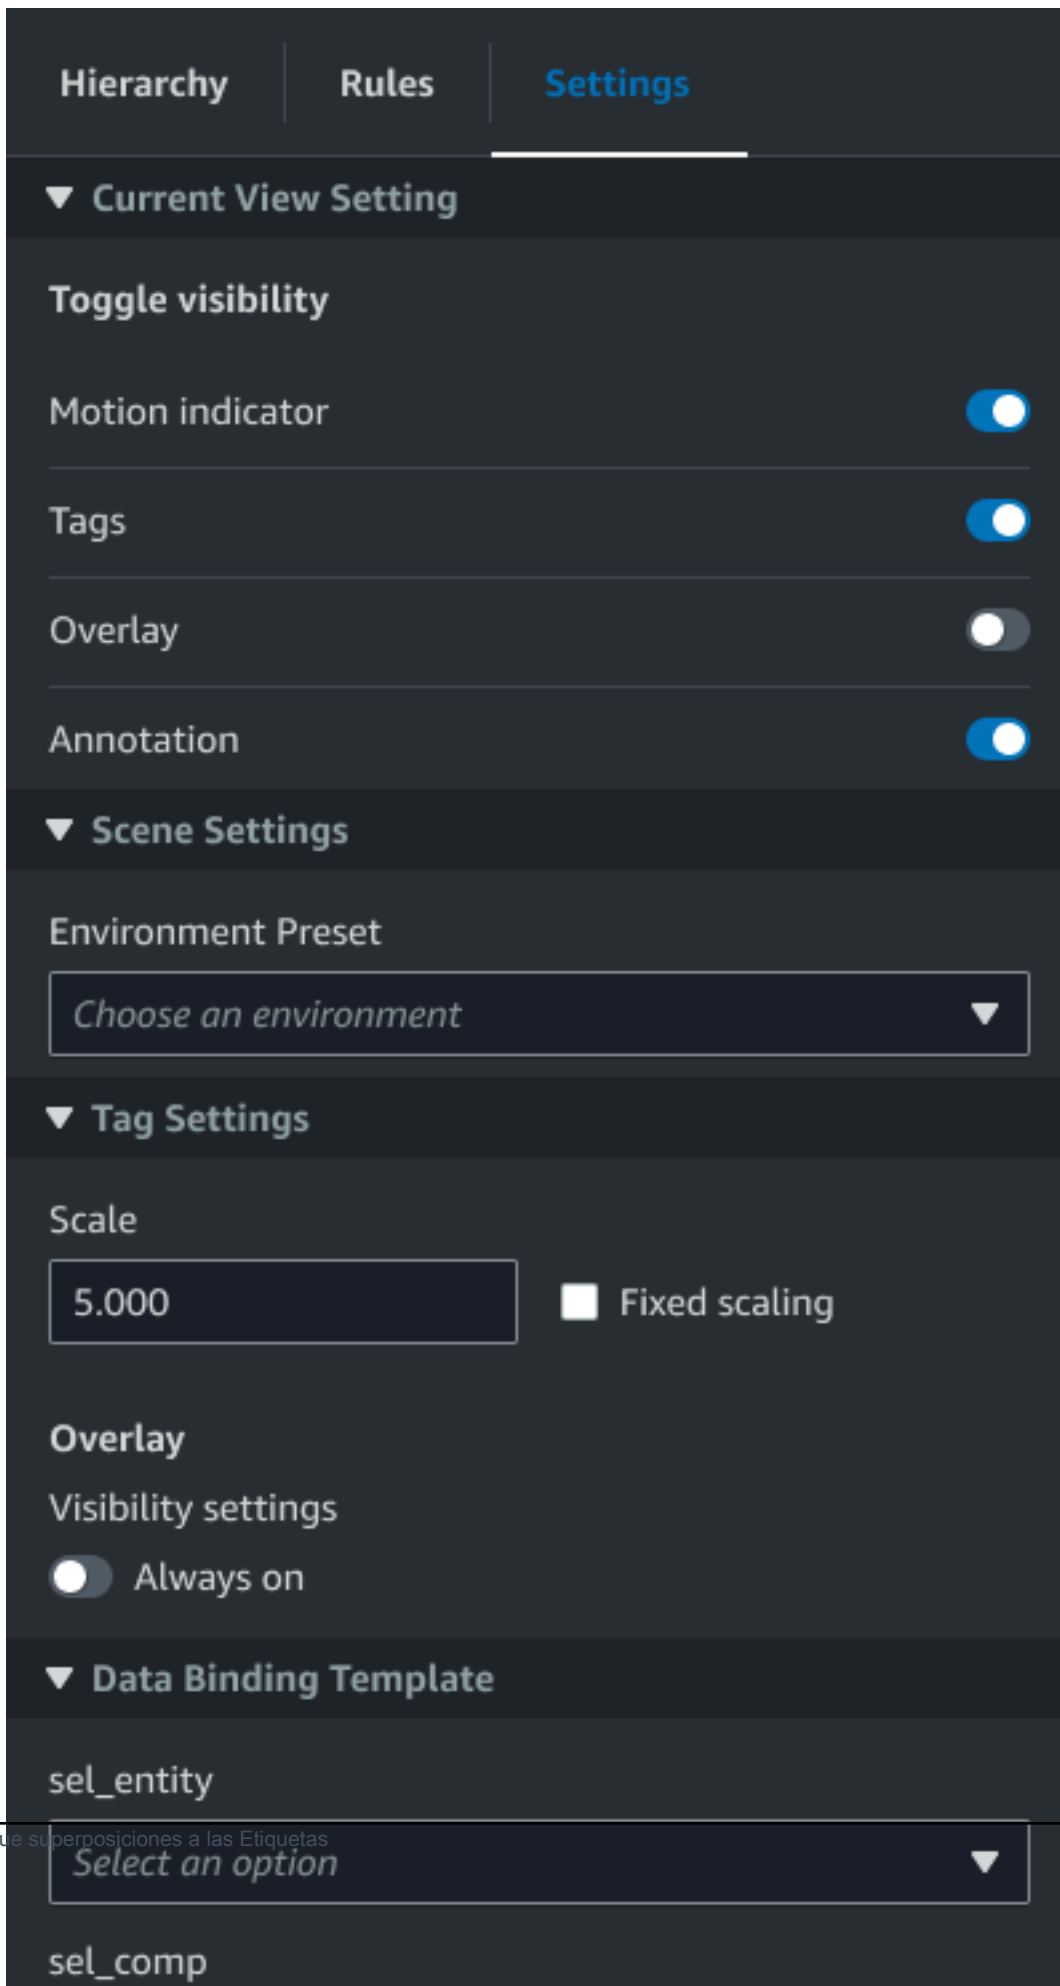 Hierarchy Rules Settings
Current View Setting
Toggle visibility
Motion indicator
Tags
Overlay
Annotation
Scene Settings
Environment Preset
Choose an environment
Tag Settings
Scale
5.000 Fixed scaling
Overlay
Visibility settings
Always on
Data Binding Template
sel_entity
superposiciones a las Etiquetas
Select an option
sel_comp